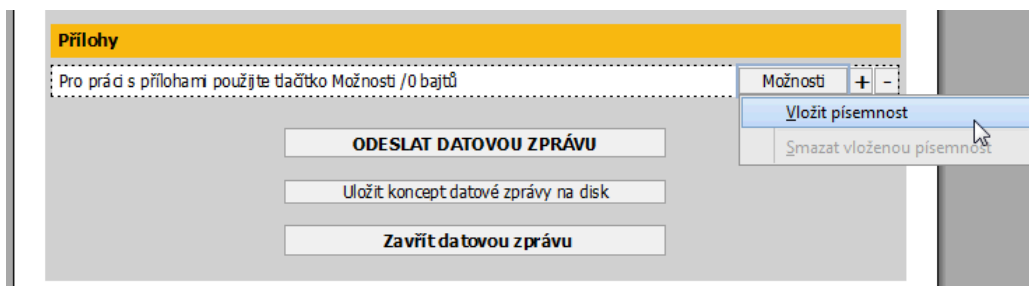 Přílohy
Pro práci s přílohami použijte tlačítko Možnosti /0 bajtů Možnosti + -
Vložit písemnost
Smazat vloženou písemnost
ODESLAT DATOVOU ZPRÁVU
Uložit koncept datové zprávy na disk
Zavřít datovou zprávu